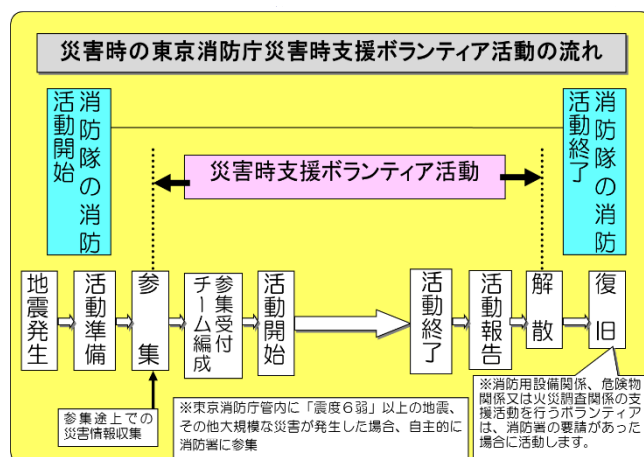 災害時の東京消防庁災害時支援ボランティア活動の流れ
消防隊の消防
活動開始
消防隊の消防
活動終了
災害時支援ボランティア活動
地震発生
活動準備
参集
参集受付
チーム編成
活動開始
活動終了
活動報告
解散
復旧
参集途上での
災害情報収集
※東京消防庁管内に「震度6弱」以上の地震、
その他大規模な災害が発生した場合、自主的に
消防署に参集
※消防用設備関係、危険物
関係又は火災調査関係の支
援活動を行うボランティア
は、消防署の要請があった
場合に活動します。